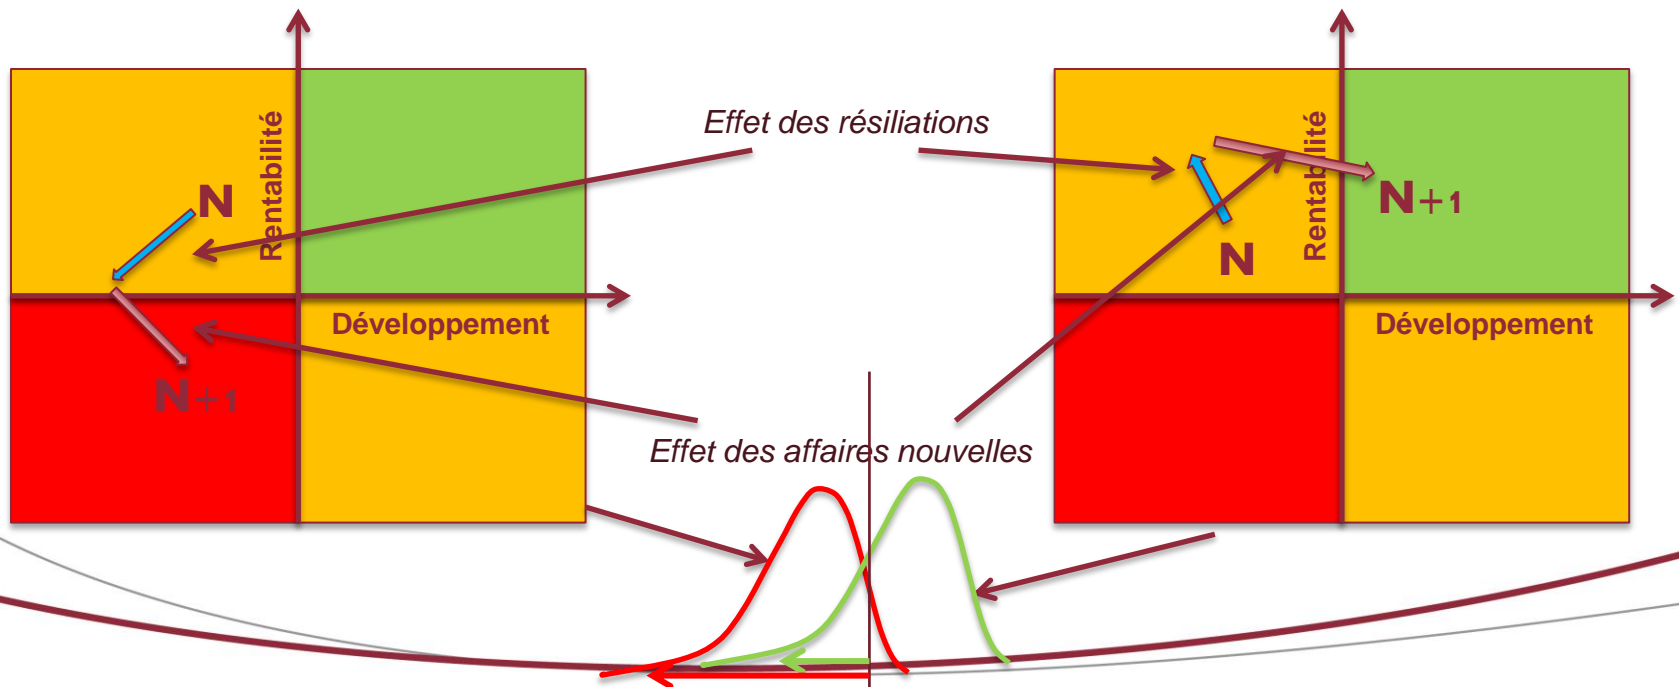 Effet des résiliations
Rentabilité
N
Développement
N+1
Rentabilité
N+1
N
Développement
Effet des affaires nouvelles